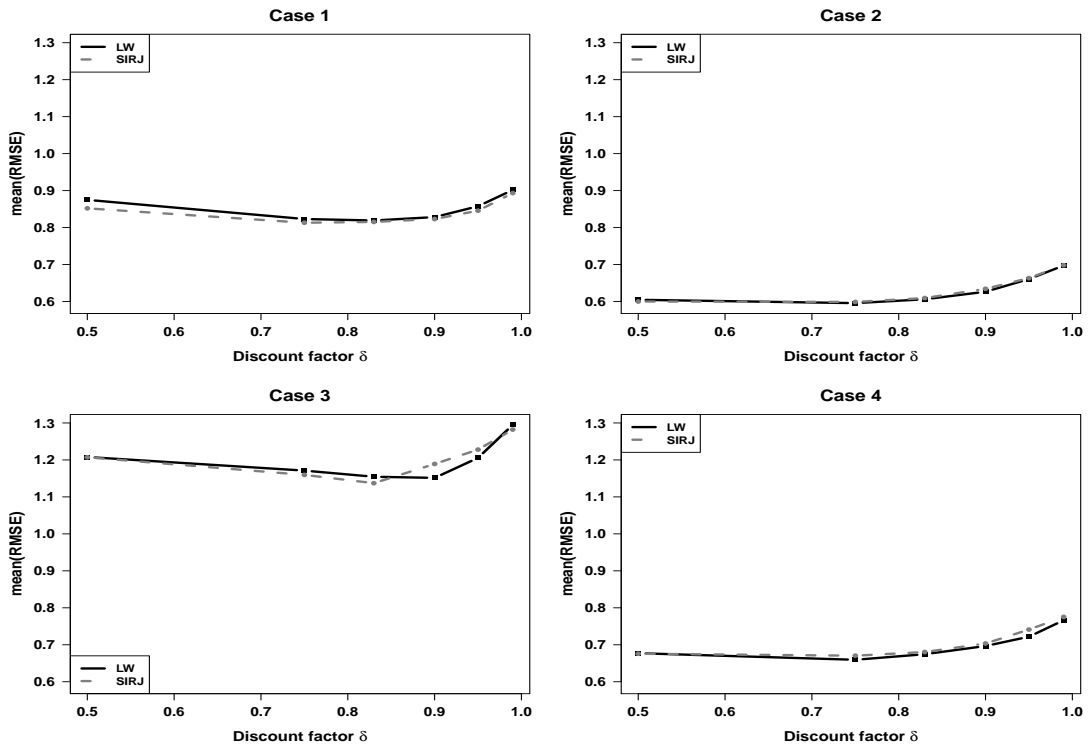 Case 1
LW
SIRJ
mean(RMSE)
1.3
1.2
1.1
1.0
0.9
0.8
0.7
0.6
0.5 0.6 0.7 0.8 0.9 1.0
Discount factor δ
Case 2
LW
SIRJ
mean(RMSE)
1.3
1.2
1.1
1.0
0.9
0.8
0.7
0.6
0.5 0.6 0.7 0.8 0.9 1.0
Discount factor δ
Case 3
mean(RMSE)
1.3
1.2
1.1
1.0
0.9
0.8
0.7
0.6
LW
SIRJ
0.5 0.6 0.7 0.8 0.9 1.0
Discount factor δ
Case 4
LW
SIRJ
mean(RMSE)
1.3
1.2
1.1
1.0
0.9
0.8
0.7
0.6
0.5 0.6 0.7 0.8 0.9 1.0
Discount factor δ